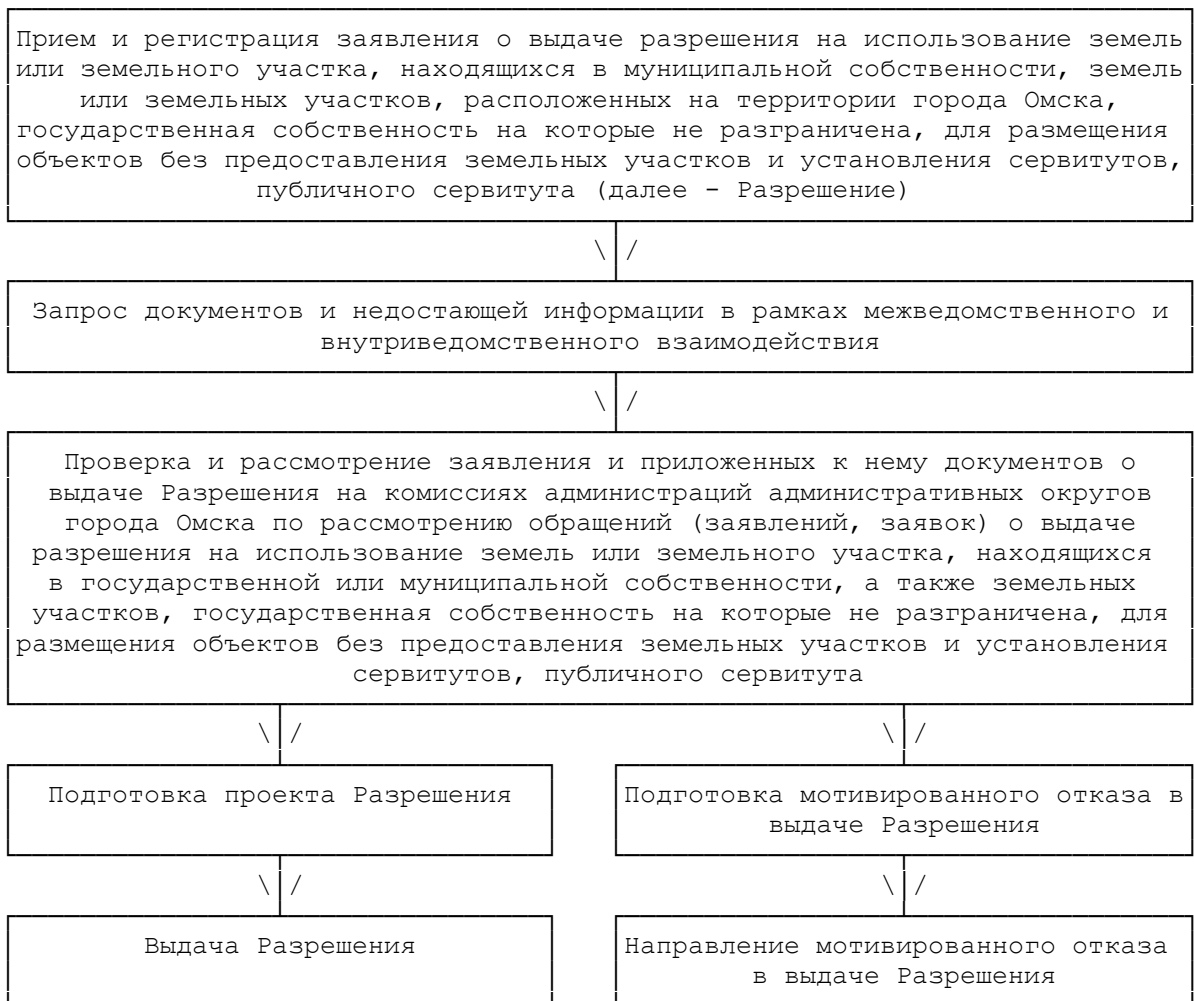 Прием и регистрация заявления о выдаче разрешения на использование земель
или земельного участка, находящихся в муниципальной собственности, земель
или земельных участков, расположенных на территории города Омска,
государственная собственность на которые не разграничена, для размещения
объектов без предоставления земельных участков и установления сервитутов,
публичного сервитута (далее - Разрешение)
Запрос документов и недостающей информации в рамках межведомственного и
внутриведомственного взаимодействия
Проверка и рассмотрение заявления и приложенных к нему документов о
выдаче Разрешения на комиссиях администраций административных округов
города Омска по рассмотрению обращений (заявлений, заявок) о выдаче
разрешения на использование земель или земельного участка, находящихся
в государственной или муниципальной собственности, а также земельных
участков, государственная собственность на которые не разграничена, для
размещения объектов без предоставления земельных участков и установления
сервитутов, публичного сервитута
Подготовка проекта Разрешения
Подготовка мотивированного отказа в
выдаче Разрешения
Выдача Разрешения
Направление мотивированного отказа
в выдаче Разрешения